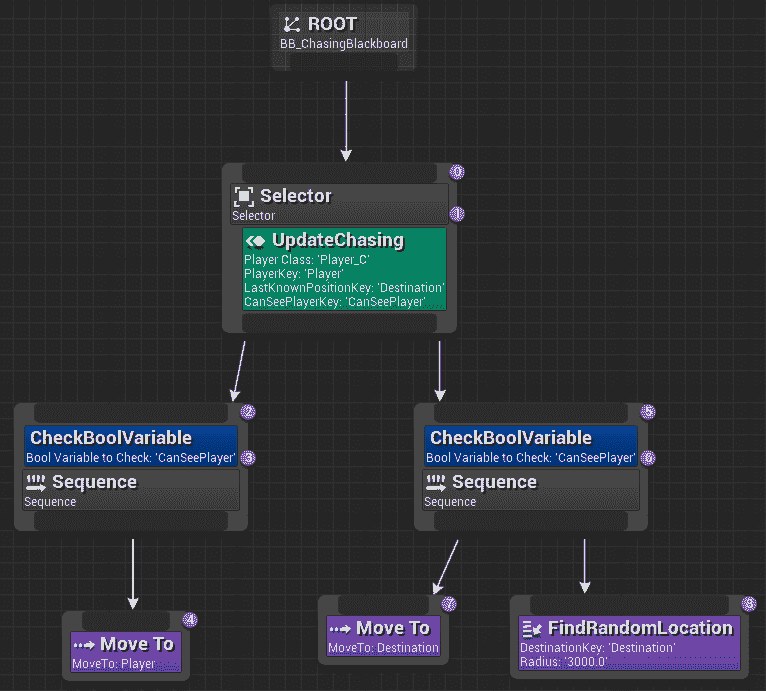 ROOT
BB_ChasingBlackboard
0
Selector
Selector
1
UpdateChasing
Player Class: 'Player_C'
PlayerKey: 'Player'
LastKnownPositionKey: 'Destination'
CanSeePlayerKey: 'CanSeePlayer'
2
CheckBoolVariable
Bool Variable to Check: 'CanSeePlayer'
3
Sequence
Sequence
5
CheckBoolVariable
Bool Variable to Check: 'CanSeePlayer'
6
Sequence
Sequence
4
Move To
MoveTo: Player
7
Move To
MoveTo: Destination
8
FindRandomLocation
DestinationKey: 'Destination'
Radius: '3000.0'